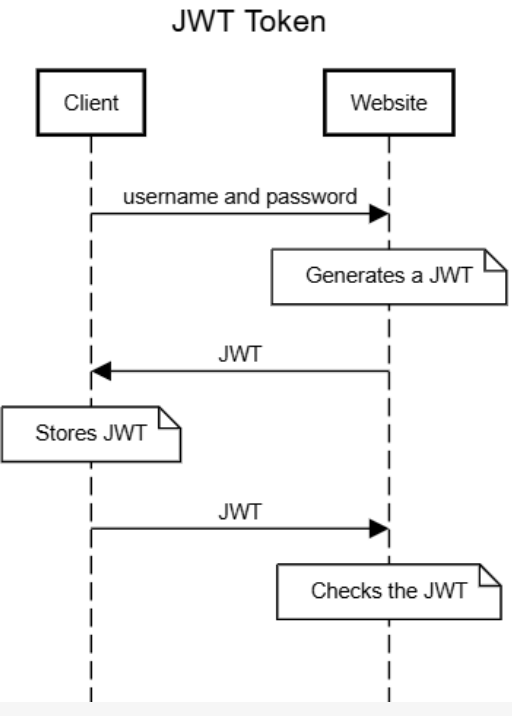 JWT Token
Client
Website
username and password
Generates a JWT
JWT
Stores JWT
JWT
Checks the JWT